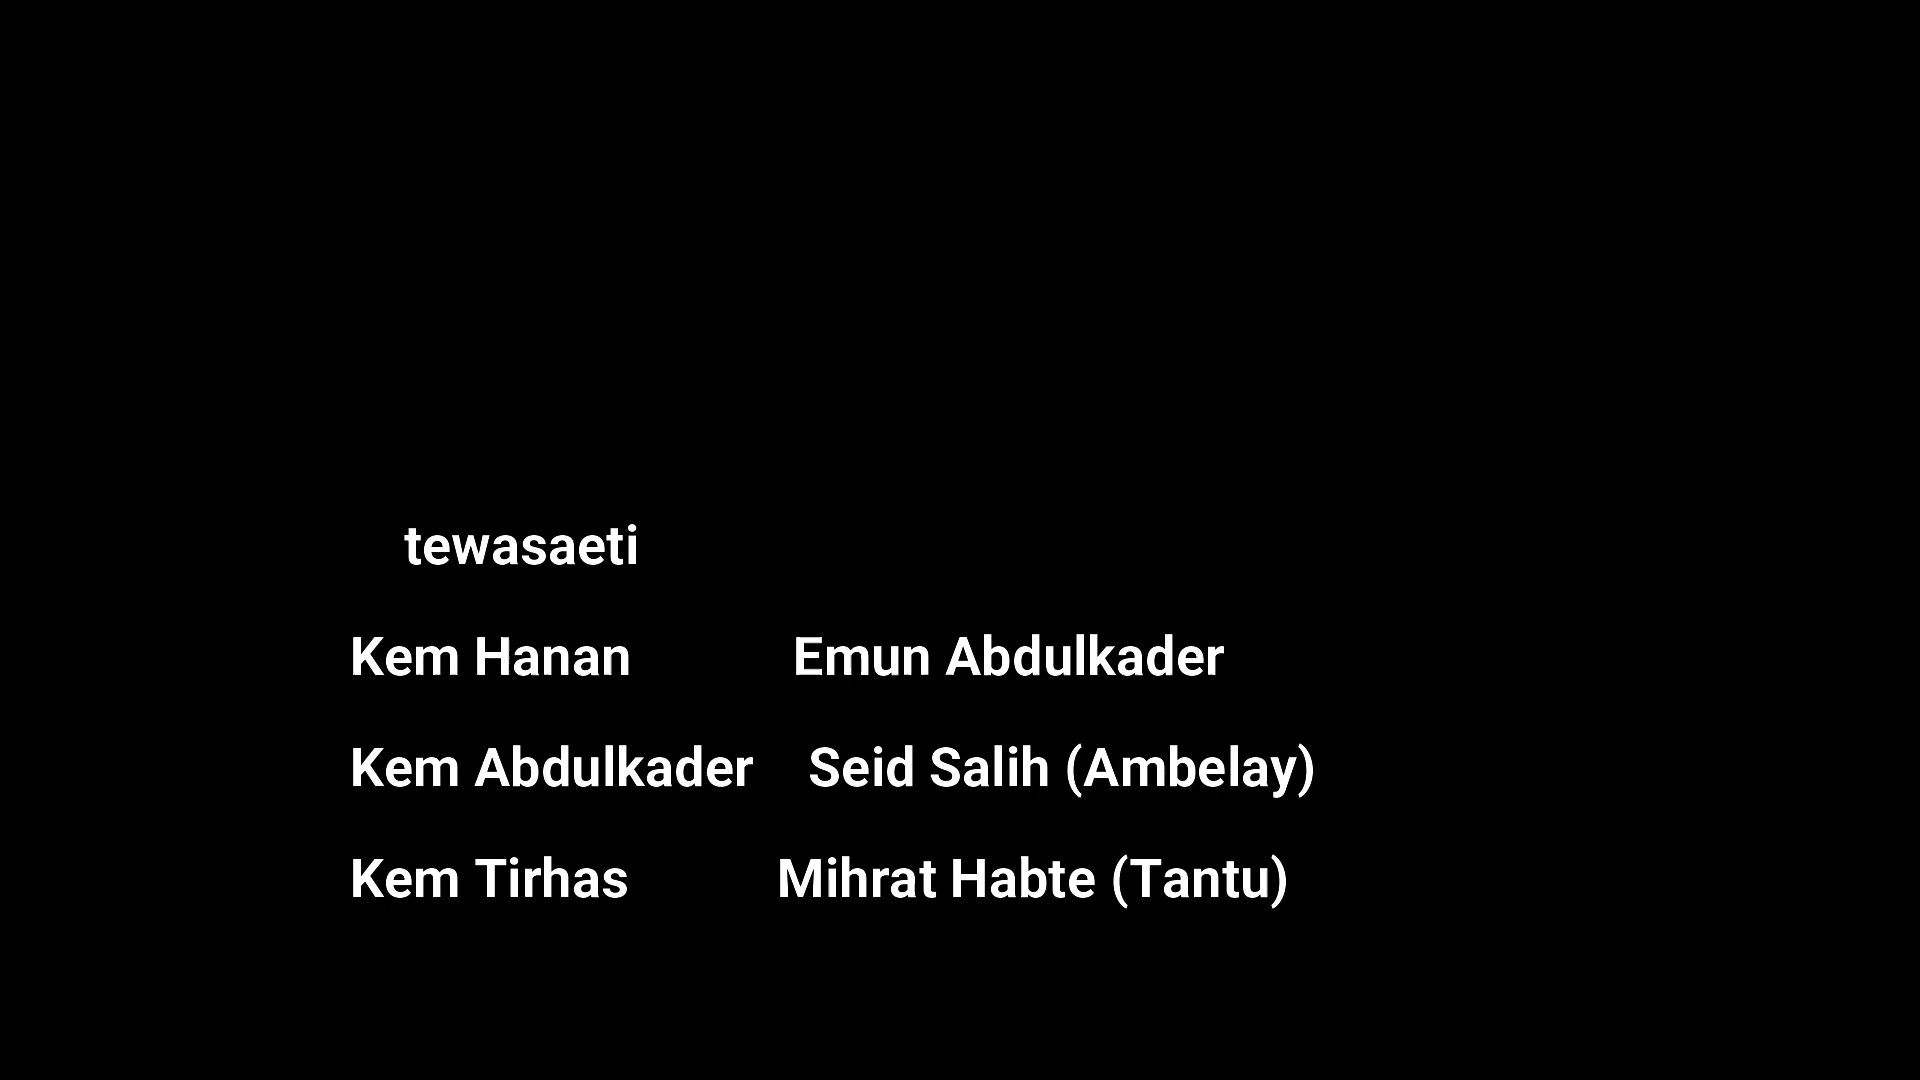 tewasaeti
Kem Hanan Emun Abdulkader
Kem Abdulkader Seid Salih (Ambelay)
Kem Tirhas Mihrat Habte (Tantu)